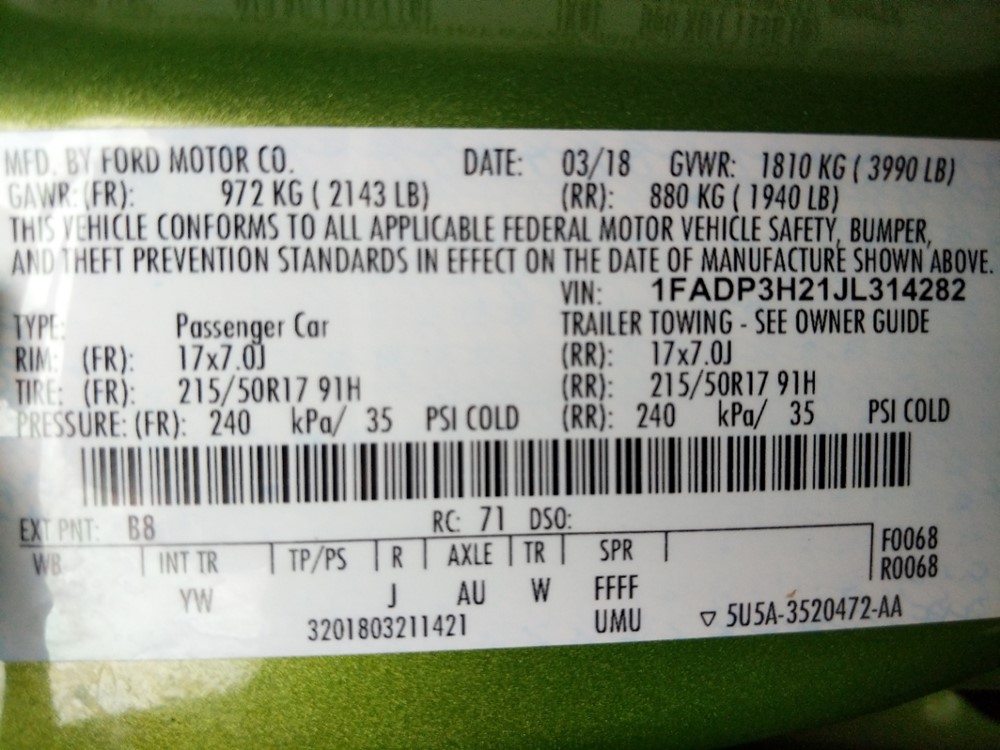 MFD. BY FORD MOTOR CO. DATE: 03/18 GVWR: 1810 KG ( 3990 LB)
GAWR: (FR): 972 KG ( 2143 LB) (RR): 880 KG ( 1940 LB)
THIS VEHICLE CONFORMS TO ALL APPLICABLE FEDERAL MOTOR VEHICLE SAFETY, BUMPER,
AND THEFT PREVENTION STANDARDS IN EFFECT ON THE DATE OF MANUFACTURE SHOWN ABOVE.
VIN: 1FADP3H21JL314282
TYPE: Passenger Car TRAILER TOWING - SEE OWNER GUIDE
RIM: (FR): 17x7.0J (RR): 17x7.0J
TIRE: (FR): 215/50R17 91H (RR): 215/50R17 91H
PRESSURE: (FR): 240 kPa/ 35 PSI COLD (RR): 240 kPa/ 35 PSI COLD
EXT PNT: B8 RC: 71 DSO:
WB INT TR TP/PS R AXLE TR SPR F0068
R0068
YW J AU W FFFF
3201803211421 UMU ▽ 5U5A-3520472-AA